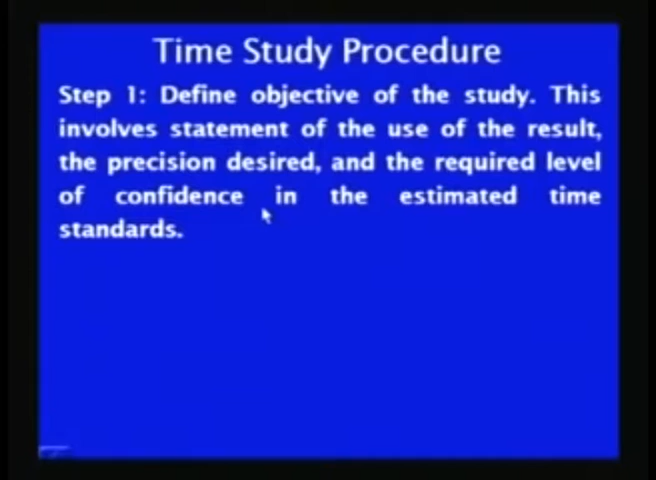 Time Study Procedure
Step 1: Define objective of the study. This
involves statement of the use of the result,
the precision desired, and the required level
of confidence in the estimated time
standards.